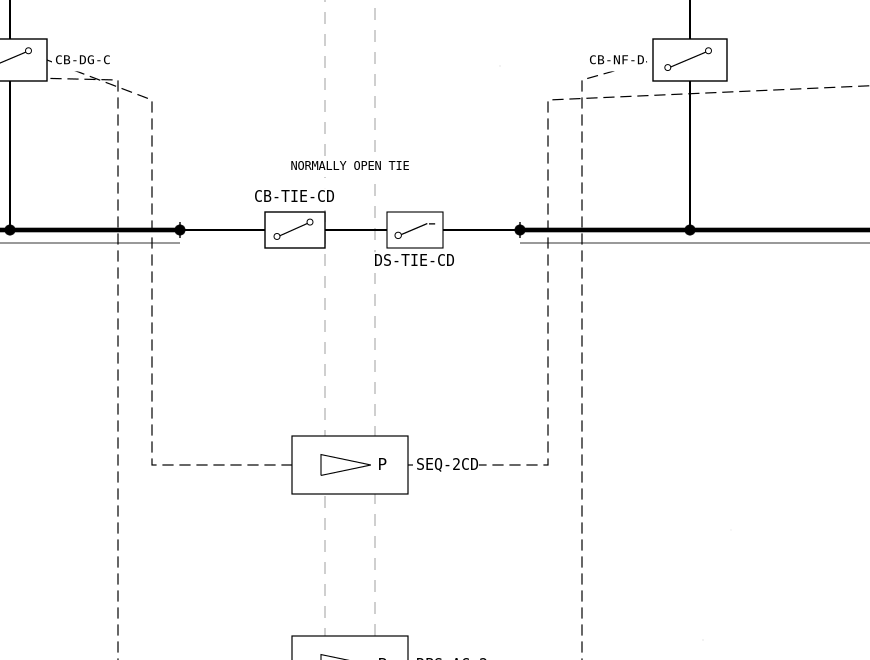 CB-DG-C
CB-NF-D
NORMALLY OPEN TIE
CB-TIE-CD
DS-TIE-CD
P
SEQ-2CD